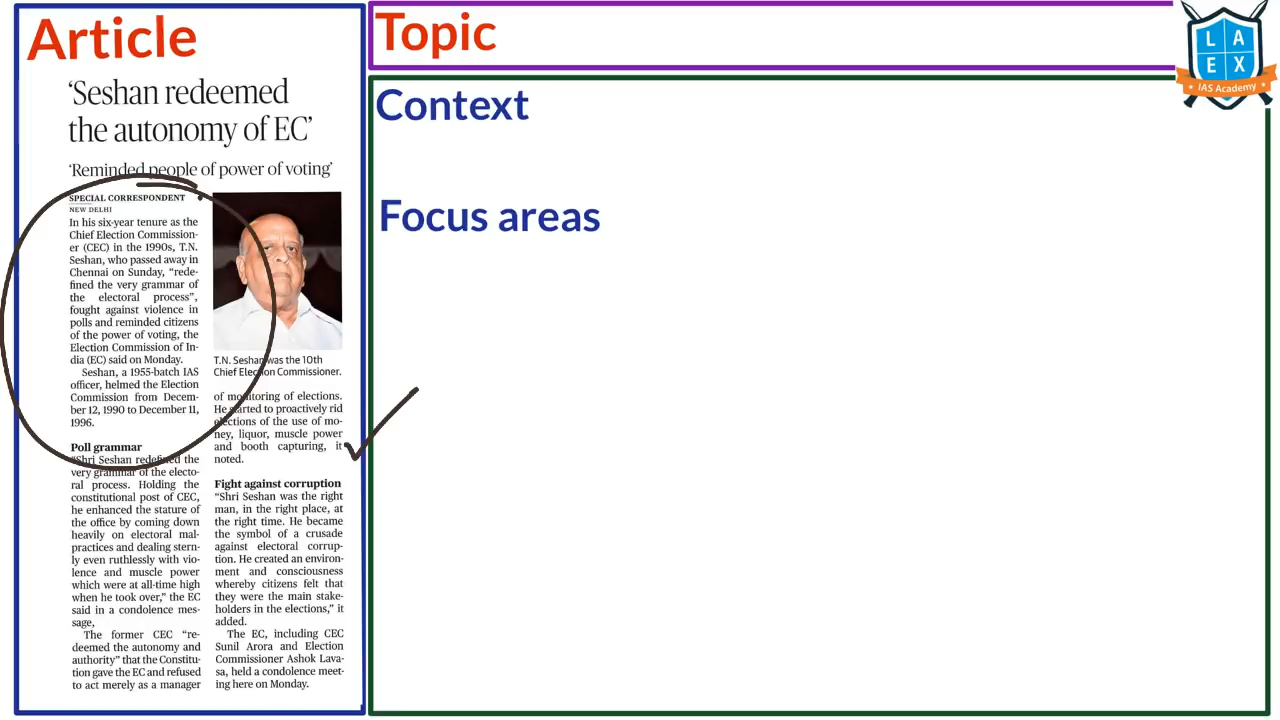 Article
'Seshan redeemed
the autonomy of EC'
'Reminded people of power of voting'
SPECIAL CORRESPONDENT
NEW DELHI
In his six-year tenure as the
Chief Election Commission-
er (CEC) in the 1990s, T.N.
Seshan, who passed away in
Chennai on Sunday, "rede-
fined the very grammar of
the electoral process",
fought against violence in
polls and reminded citizens
of the power of voting, the
Election Commission of In-
dia (EC) said on Monday.
Seshan, a 1955-batch IAS
officer, helmed the Election
Commission from Decem-
ber 12, 1990 to December 11,
1996.
Poll grammar
"Shri Seshan redefined the
very grammar of the electo-
ral process. Holding the
constitutional post of CEC,
he enhanced the stature of
the office by coming down
heavily on electoral mal-
practices and dealing stern-
ly even ruthlessly with vio-
lence and muscle power
which were at all-time high
when he took over," the EC
said in a condolence mes-
sage,
The former CEC "re-
deemed the autonomy and
authority" that the Constitu-
tion gave the EC and refused
to act merely as a manager
T.N. Seshan was the 10th
Chief Election Commissioner.
of monitoring of elections.
He started to proactively rid
elections of the use of mo-
ney, liquor, muscle power
and booth capturing, it
noted.
Fight against corruption
"Shri Seshan was the right
man, in the right place, at
the right time. He became
the symbol of a crusade
against electoral corrup-
tion. He created an environ-
ment and consciousness
whereby citizens felt that
they were the main stake-
holders in the elections," it
added.
The EC, including CEC
Sunil Arora and Election
Commissioner Ashok Lava-
sa, held a condolence meet-
ing here on Monday.
Topic
Context
Focus areas
L A
E X
IAS Academy